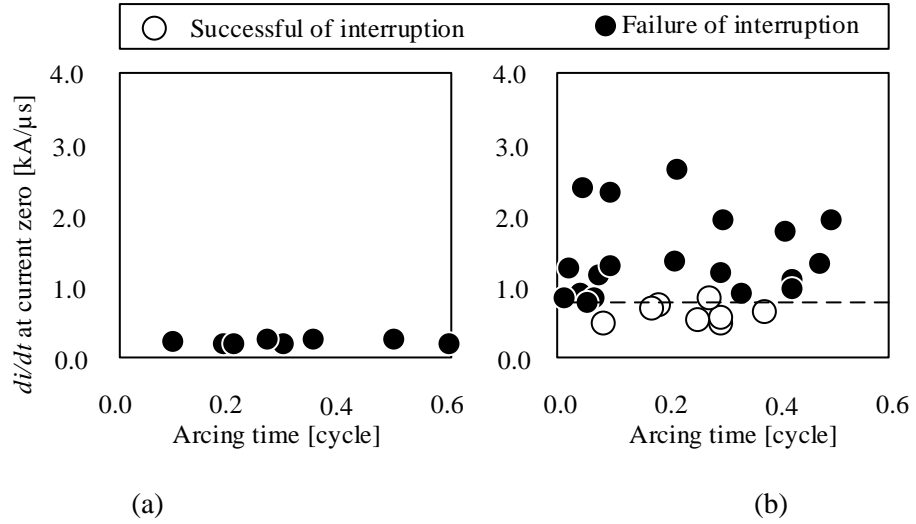 Successful of interruption
Failure of interruption
di/dt at current zero [kA/µs]
4.0
3.0
2.0
1.0
0.0
0.0
0.2
0.4
0.6
Arcing time [cycle]
(a)
4.0
3.0
2.0
1.0
0.0
0.0
0.2
0.4
0.6
Arcing time [cycle]
(b)